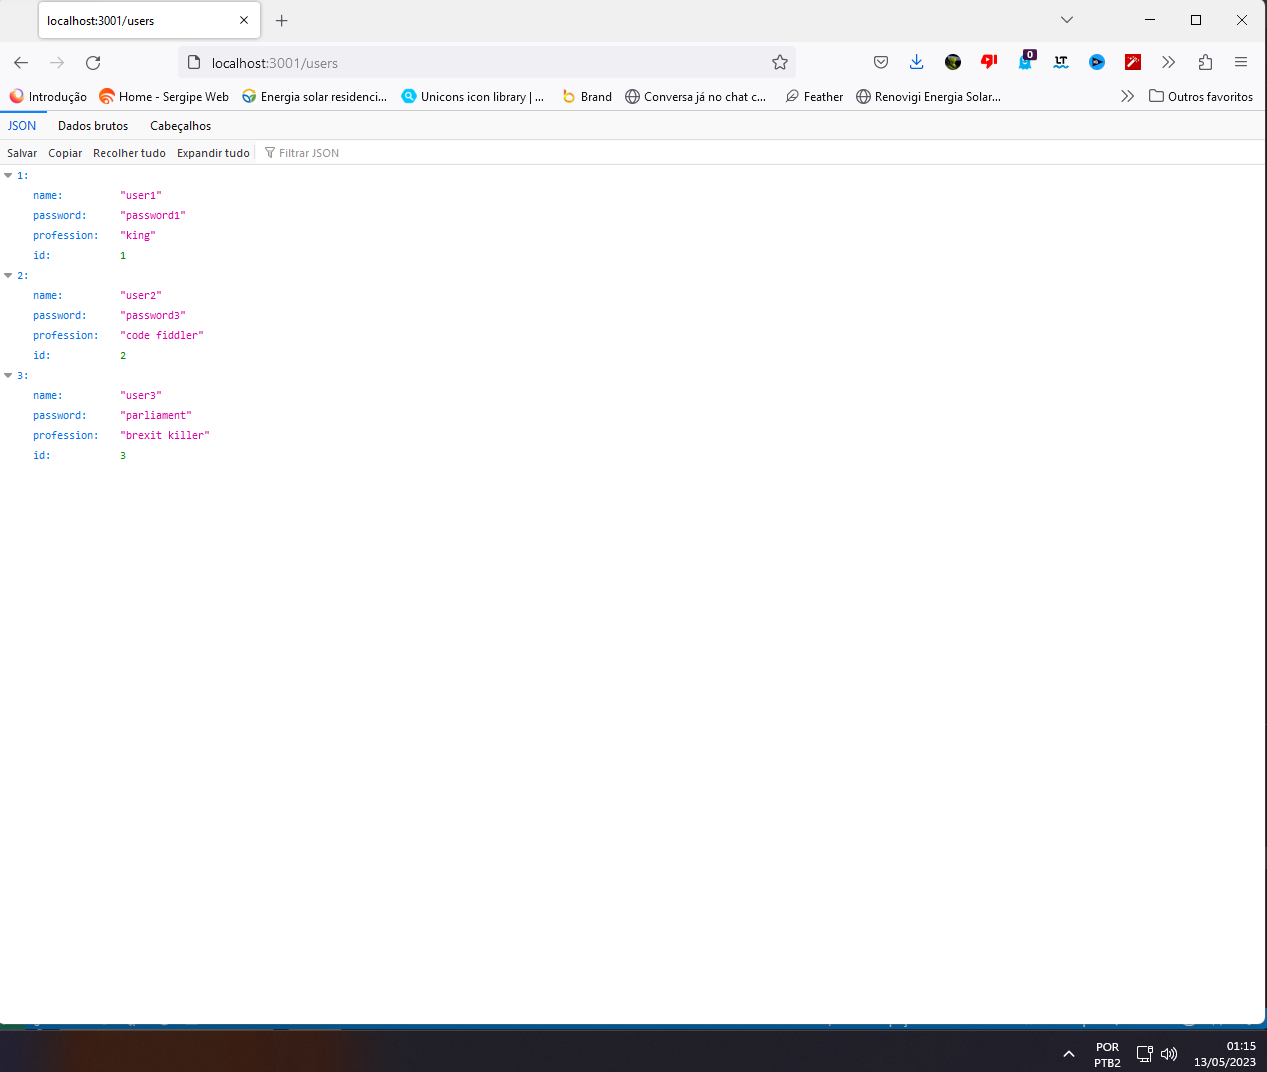 localhost:3001/users
localhost:3001/users
0
LT
Introdução Home - Sergipe Web Energia solar residenci... Unicons icon library | ... Brand Conversa já no chat c... Feather Renovigi Energia Solar... Outros favoritos
JSON Dados brutos Cabeçalhos
Salvar Copiar Recolher tudo Expandir tudo Filtrar JSON
1:
name: "user1"
password: "password1"
profession: "king"
id: 1
2:
name: "user2"
password: "password3"
profession: "code fiddler"
id: 2
3:
name: "user3"
password: "parliament"
profession: "brexit killer"
id: 3
POR 01:15
PTB2 13/05/2023